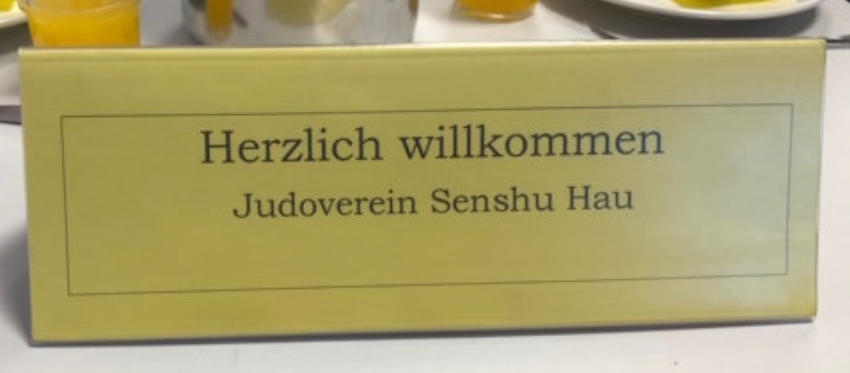 Herzlich willkommen
Judoverein Senshu Hau